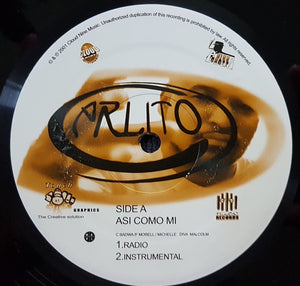 © & ℗ 2001 Cloud Nine Music. Unauthorized duplication of this recording is prohibited by law. All rights reserved.
ARLITO
SIDE A
ASI COMO MI
GRAPHICS
The Creative solution
RECORDS
1.RADIO
2.INSTRUMENTAL